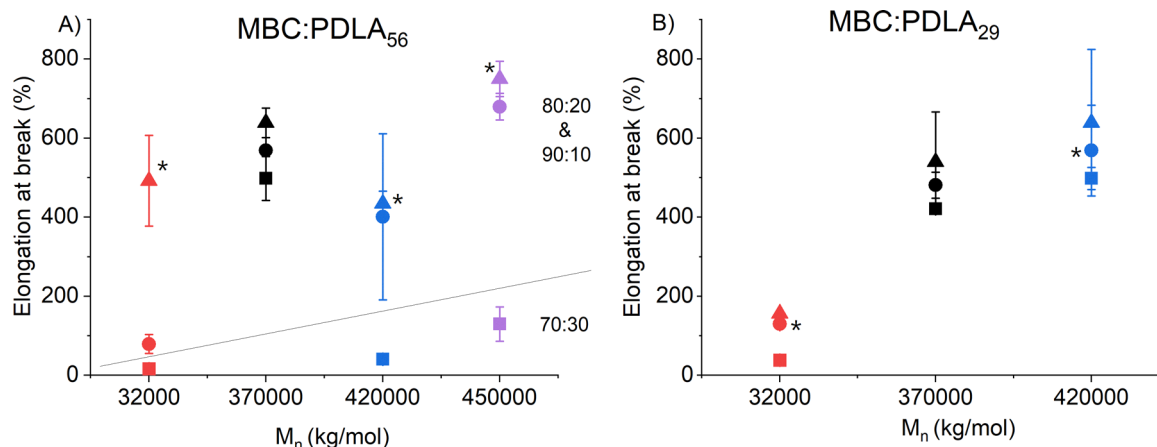 A)
MBC:PDLA₅₆
Elongation at break (%)
800
600
400
200
0
*
*
*
80:20
&
90:10
70:30
32000 370000 420000 450000
Mₙ (kg/mol)
B)
MBC:PDLA₂₉
Elongation at break (%)
800
600
400
200
0
*
*
32000 370000 420000
Mₙ (kg/mol)